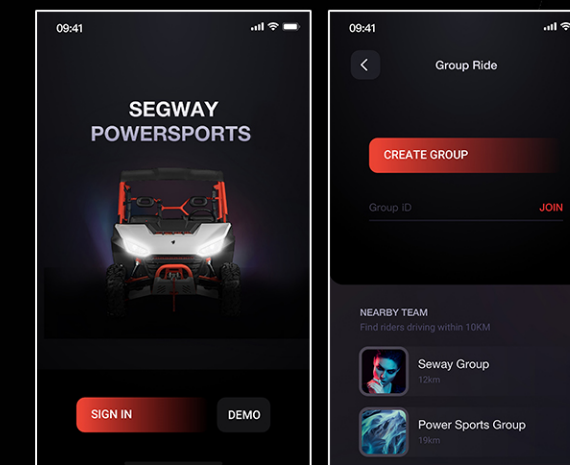 09:41
SEGWAY
POWERSPORTS
SIGN IN
DEMO
09:41
Group Ride
CREATE GROUP
Group iD
JOIN
NEARBY TEAM
Find riders driving within 10KM
Seway Group
12km
Power Sports Group
19km